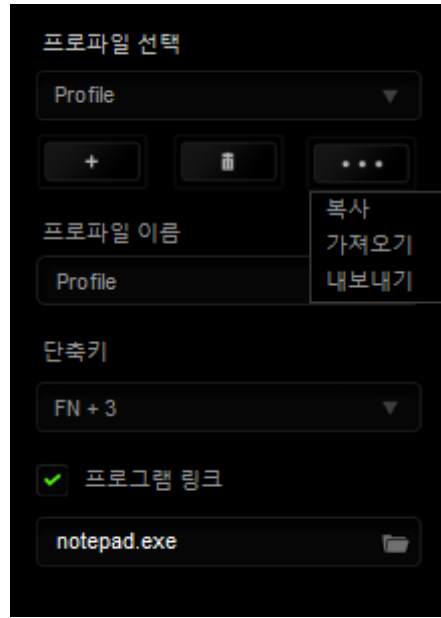 프로파일 선택
Profile
+
•••
복사
프로파일 이름
가져오기
Profile
내보내기
단축키
FN + 3
프로그램 링크
notepad.exe